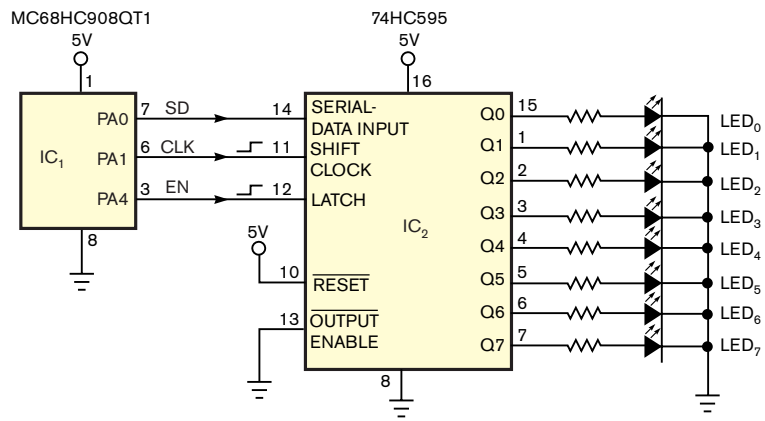 MC68HC908QT1
5V
1
IC1
PA0
7 SD
PA1
6 CLK
PA4
3 EN
8
74HC595
5V
16
14 SERIAL-
DATA INPUT
11 SHIFT
CLOCK
12 LATCH
5V
10 RESET
13 OUTPUT
ENABLE
IC2
8
Q0 15
Q1 1
Q2 2
Q3 3
Q4 4
Q5 5
Q6 6
Q7 7
LED0
LED1
LED2
LED3
LED4
LED5
LED6
LED7